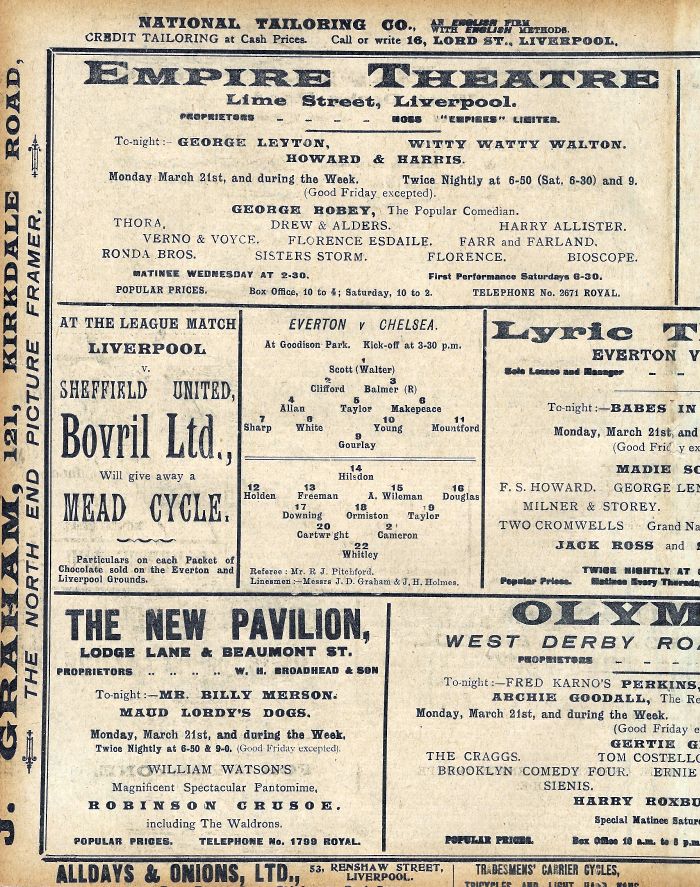 NATIONAL TAILORING CO., AN ENGLISH FIRM WITH ENGLISH METHODS.
CREDIT TAILORING at Cash Prices. Call or write 16, LORD ST., LIVERPOOL.
J. GRAHAM, 121, KIRKDALE ROAD,
THE NORTH END PICTURE FRAMER.
EMPIRE THEATRE
Lime Street, Liverpool.
PROPRIETORS - - - - MOSS "EMPIRES" LIMITED.
To-night:- GEORGE LEYTON, WITTY WATTY WALTON.
HOWARD & HARRIS.
Monday March 21st, and during the Week. Twice Nightly at 6-50 (Sat, 6-30) and 9.
(Good Friday excepted).
GEORGE ROBEY, The Popular Comedian.
THORA, DREW & ALDERS. HARRY ALLISTER.
VERNO & VOYCE. FLORENCE ESDAILE. FARR and FARLAND.
RONDA BROS. SISTERS STORM. FLORENCE. BIOSCOPE.
MATINEE WEDNESDAY AT 2-30. First Performance Saturdays 6-30.
POPULAR PRICES. Box Office, 10 to 4; Saturday, 10 to 2. TELEPHONE No. 2671 ROYAL.
AT THE LEAGUE MATCH
LIVERPOOL
v.
SHEFFIELD UNITED,
Bovril Ltd.,
Will give away a
MEAD CYCLE.
Particulars on each Packet of
Chocolate sold on the Everton and
Liverpool Grounds.
EVERTON v CHELSEA.
At Goodison Park. Kick-off at 3-30 p.m.
1
Scott (Walter)
2 3
Clifford Balmer (R)
4 5 6
Allan Taylor Makepeace
7 8 10 11
Sharp White Young Mountford
9
Gourlay
14
Hilsdon
12 13 15 16
Holden Freeman A. Wileman Douglas
17 18 9
Downing Ormiston Taylor
20 2
Cartwr ght Cameron
22
Whitley
Referee: Mr. R J. Pitchford.
Linesmen:—Messrs J. D. Graham & J, H. Holmes.
Lyric T
EVERTON V
Sole Lessee and Manager - -
To-night:—BABES IN
Monday, March 21st, and
(Good Friday ex
MADIE SC
F. S. HOWARD. GEORGE LEN
MILNER & STOREY.
TWO CROMWELLS Grand Na
JACK ROSS and
TWICE NIGHTLY AT
Popular Prices. Matinee Every Thursd
THE NEW PAVILION,
LODGE LANE & BEAUMONT ST.
PROPRIETORS .. .. .. .. W. H. BROADHEAD & SON
To-night:—MR. BILLY MERSON.
MAUD LORDY'S DOGS.
Monday, March 21st, and during the Week,
Twice Nightly at 6-50 & 9-0. (Good Friday excepted).
WILLIAM WATSON'S
Magnificent Spectacular Pantomime,
ROBINSON CRUSOE.
including The Waldrons.
POPULAR PRICES. TELEPHONE No. 1799 ROYAL.
OLYM
WEST DERBY ROA
PROPRIETORS - - - -
To-night:—FRED KARNO'S PERKINS,
ARCHIE GOODALL, The Re
Monday, March 21st, and during the Week.
(Good Friday e
GERTIE G
THE CRAGGS. TOM COSTELLO
BROOKLYN COMEDY FOUR. ERNIE
SIENIS.
HARRY ROXBU
Special Matinee Satur
POPULAR PRICES. Box Office 10 a.m. to 5 p.m
ALLDAYS & ONIONS, LTD., 53, RENSHAW STREET, LIVERPOOL.
TRADESMENS' CARRIER CYCLES,